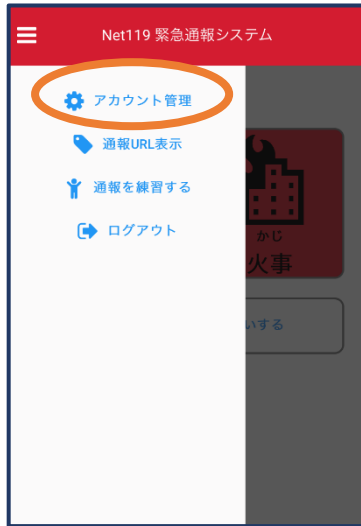 Net119 緊急通報システム
アカウント管理
通報URL表示
通報を練習する
ログアウト
かじ
火事
いする